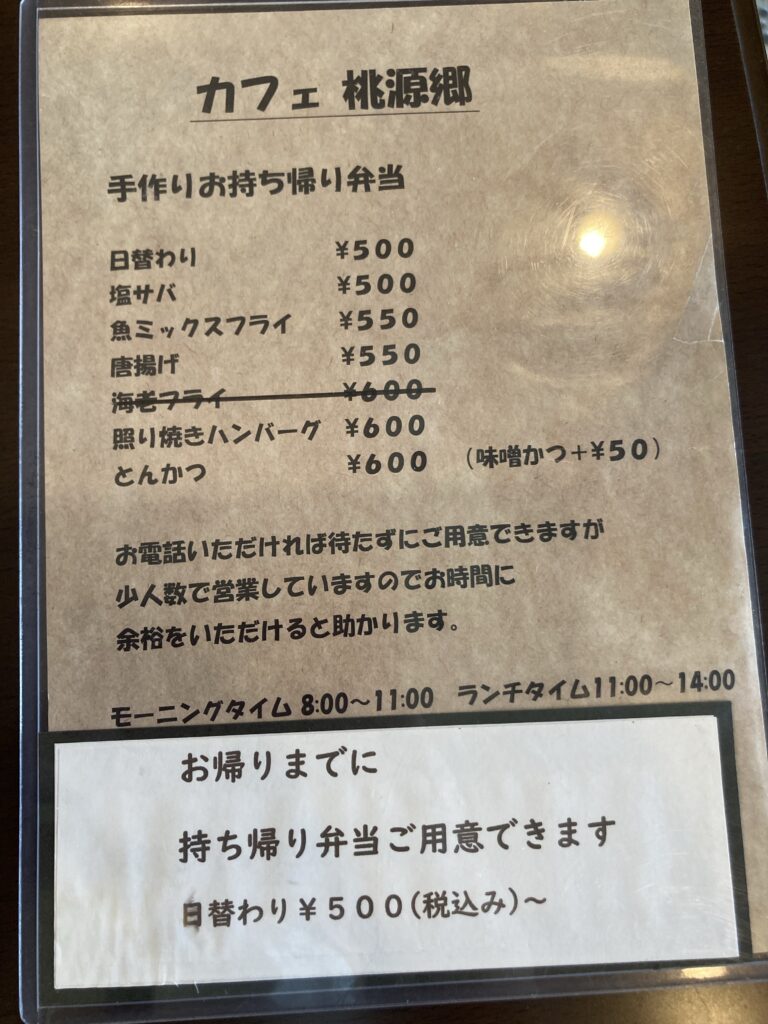 カフェ 桃源郷
手作りお持ち帰り弁当
日替わり ¥500
塩サバ ¥500
魚ミックスフライ ¥550
唐揚げ ¥550
海老フライ ¥600
照り焼きハンバーグ ¥600
とんかつ ¥600 (味噌かつ+¥50)
お電話いただければ待たずにご用意できますが
少人数で営業していますのでお時間に
余裕をいただけると助かります。
モーニングタイム 8:00～11:00 ランチタイム11:00～14:00
お帰りまでに
持ち帰り弁当ご用意できます
日替わり¥500(税込み)～